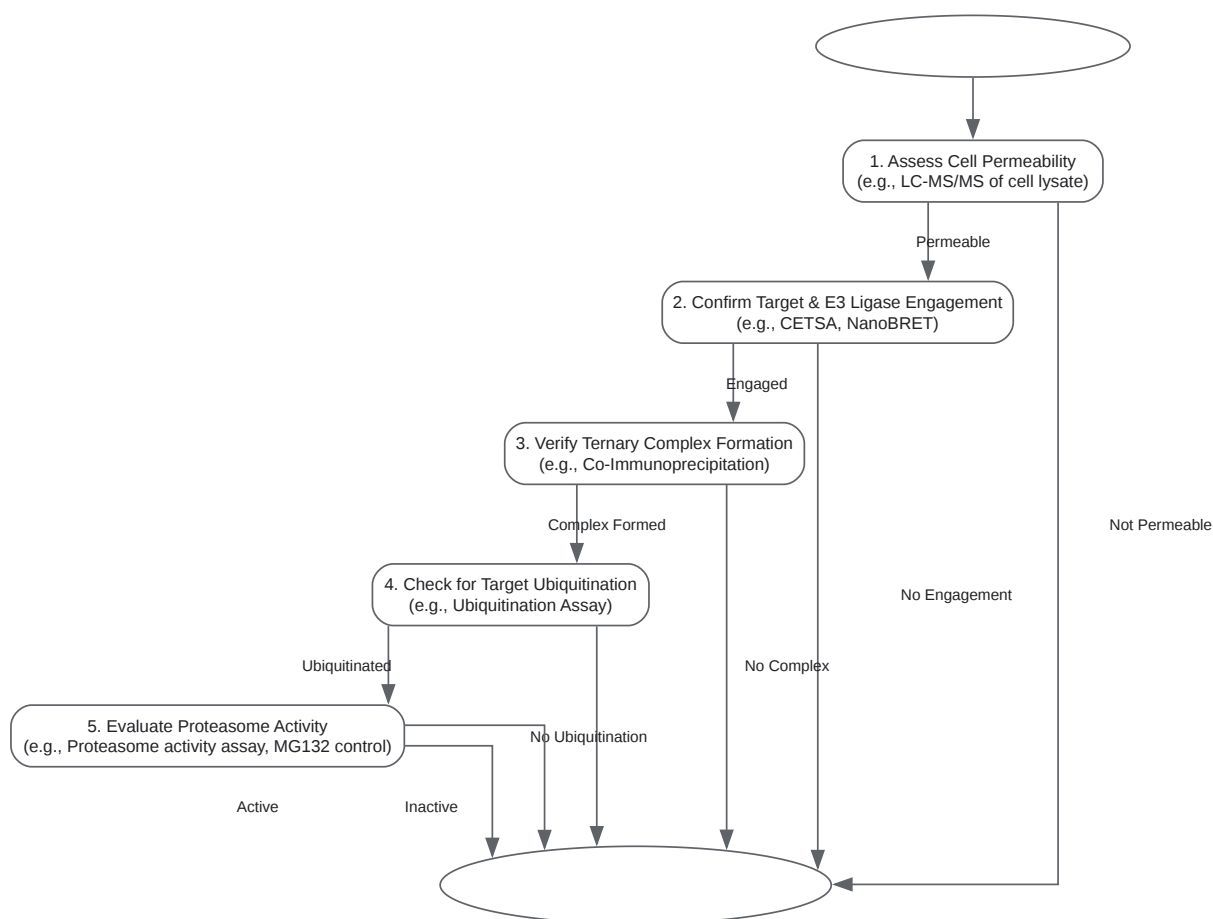 1. Assess Cell Permeability
(e.g., LC-MS/MS of cell lysate)
Permeable
2. Confirm Target & E3 Ligase Engagement
(e.g., CETSA, NanoBRET)
Engaged
3. Verify Ternary Complex Formation
(e.g., Co-Immunoprecipitation)
Complex Formed
Not Permeable
4. Check for Target Ubiquitination
(e.g., Ubiquitination Assay)
No Engagement
Ubiquitinated
No Complex
5. Evaluate Proteasome Activity
(e.g., Proteasome activity assay, MG132 control)
No Ubiquitination
Active
Inactive